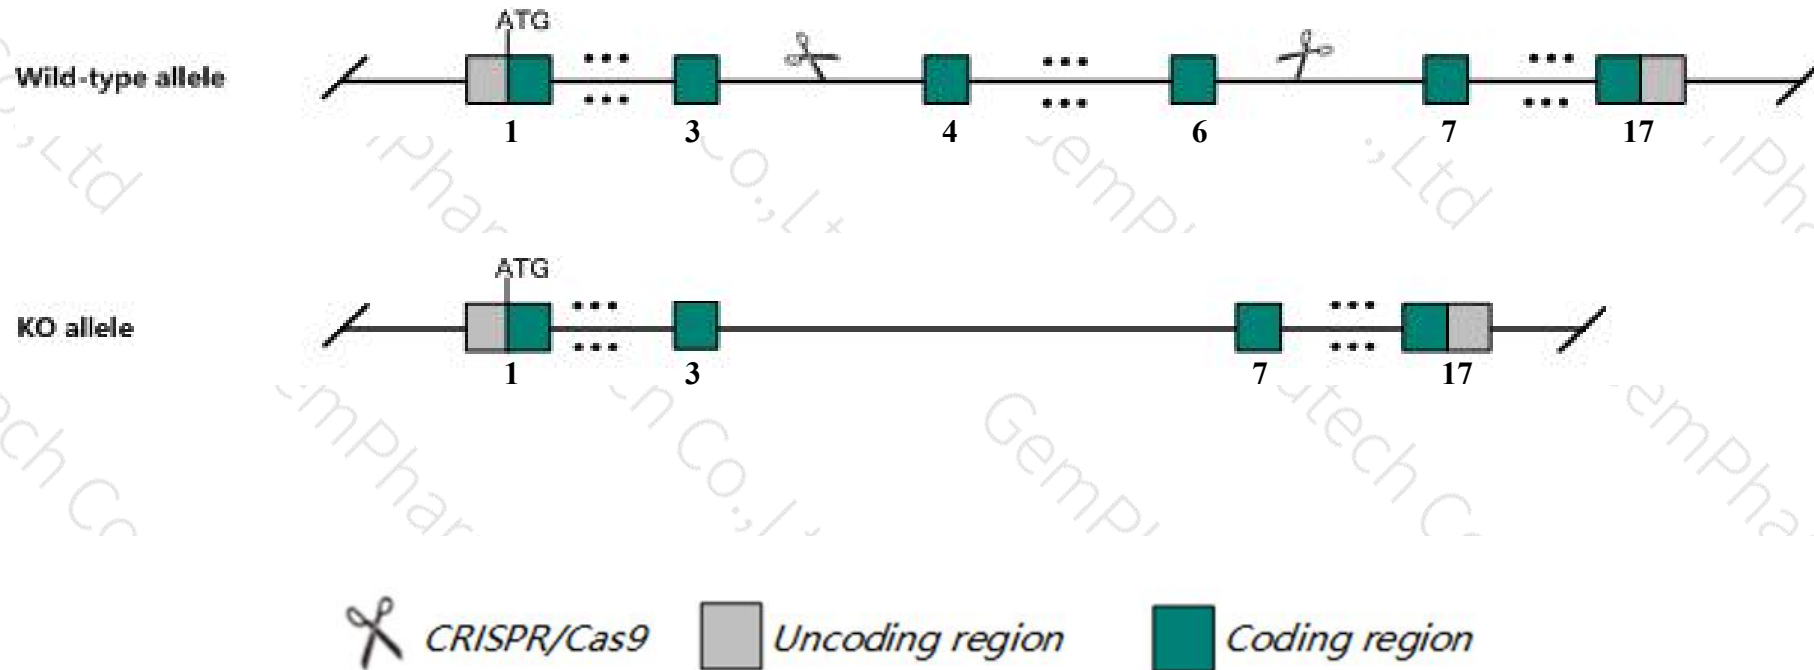 ATG
Wild-type allele
1 3 4 6 7 17
ATG
KO allele
1 3 7 17
CRISPR/Cas9 Uncoding region Coding region